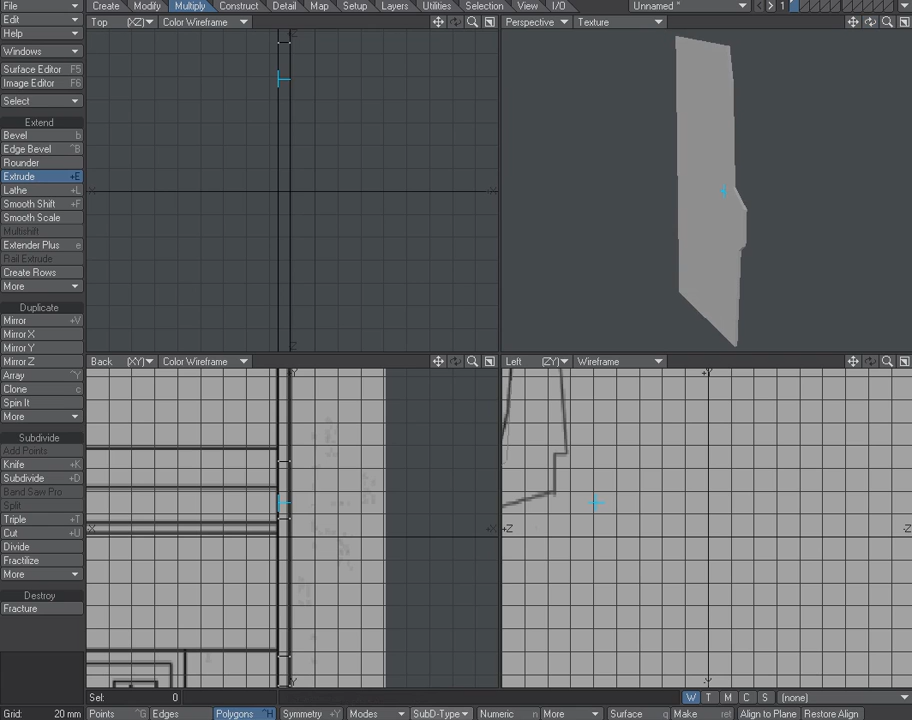 File Create Modify Multiply Construct Detail Map Setup Layers Utilities Selection View I/O Unnamed * 1
Edit
Help
Windows
Surface Editor F5
Image Editor F6
Select
Extend
Bevel b
Edge Bevel ^B
Rounder
Extrude +E
Lathe +L
Smooth Shift +F
Smooth Scale
Multishift
Extender Plus e
Rail Extrude
Create Rows
More
Duplicate
Mirror +V
Mirror X
Mirror Y
Mirror Z
Array ^Y
Clone c
Spin It
More
Subdivide
Add Points
Knife +K
Subdivide +D
Band Saw Pro
Split
Triple +T
Cut +U
Divide
Fractilize
More
Destroy
Fracture
Top (XZ) Color Wireframe
Z
X X
Z
Perspective Texture
Back (XY) Color Wireframe
Y
X X
Y
Left (ZY) Wireframe
+Y
+Z -Z
-Y
Sel: 0 W T M C S (none)
Grid: 20 mm Points ^G Edges Polygons ^H Symmetry +Y Modes SubD-Type Numeric n More Surface q Make ret Align to Plane Restore Align